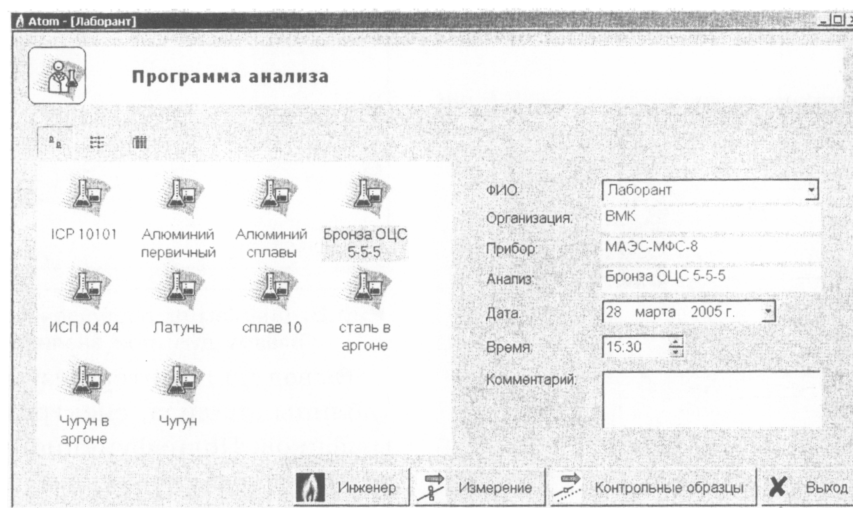 Atom - [Лаборант]
Программа анализа
ICP 10101
Алюминий первичный
Алюминий сплавы
Бронза ОЦС 5-5-5
ИСП 04.04
Латунь
сплав 10
сталь в аргоне
Чугун в аргоне
Чугун
ФИО: Лаборант
Организация: ВМК
Прибор: МАЭС-МФС-8
Анализ: Бронза ОЦС 5-5-5
Дата: 28 марта 2005 г.
Время: 15:30
Комментарий:
Инженер
Измерение
Контрольные образцы
Выход